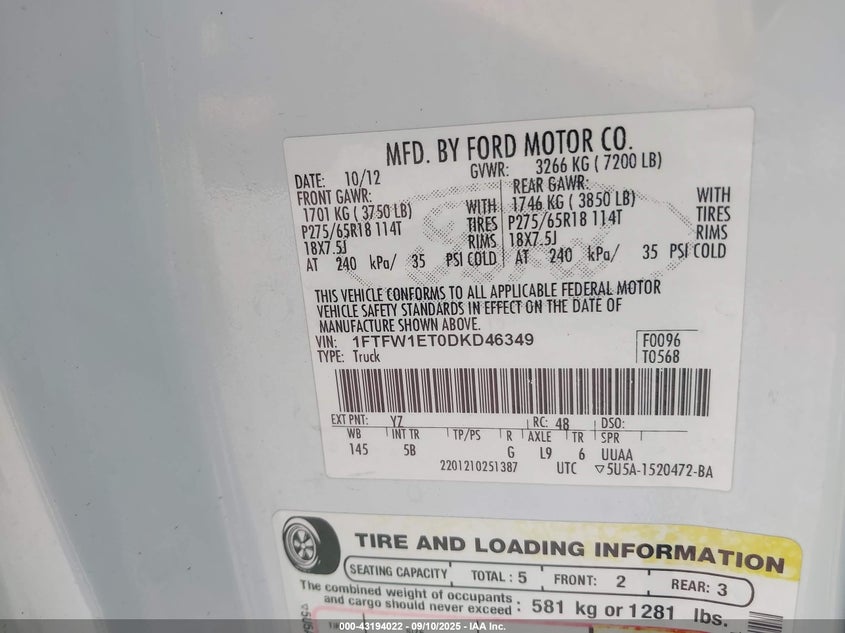 MFD. BY FORD MOTOR CO.
DATE: 10/12 GVWR: 3266 KG ( 7200 LB)
FRONT GAWR: REAR GAWR:
1701 KG ( 3750 LB) WITH 1746 KG ( 3850 LB) WITH
P275/65R18 114T TIRES P275/65R18 114T TIRES
18X7.5J RIMS 18X7.5J RIMS
AT 240 kPa/ 35 PSI COLD AT 240 kPa/ 35 PSI COLD
THIS VEHICLE CONFORMS TO ALL APPLICABLE FEDERAL MOTOR
VEHICLE SAFETY STANDARDS IN EFFECT ON THE DATE OF
MANUFACTURE SHOWN ABOVE.
VIN: 1FTFW1ET0DKD46349 F0096
TYPE: Truck T0568
EXT PNT: YZ RC: 48 DSO:
WB INT TR TP/PS R AXLE TR SPR
145 5B G L9 6 UUAA
2201210251387 UTC ▽5U5A-1520472-BA
TIRE AND LOADING INFORMATION
SEATING CAPACITY TOTAL : 5 FRONT: 2 REAR: 3
The combined weight of occupants
and cargo should never exceed : 581 kg or 1281 lbs.
000-43194022 - 09/10/2025 - IAA Inc.